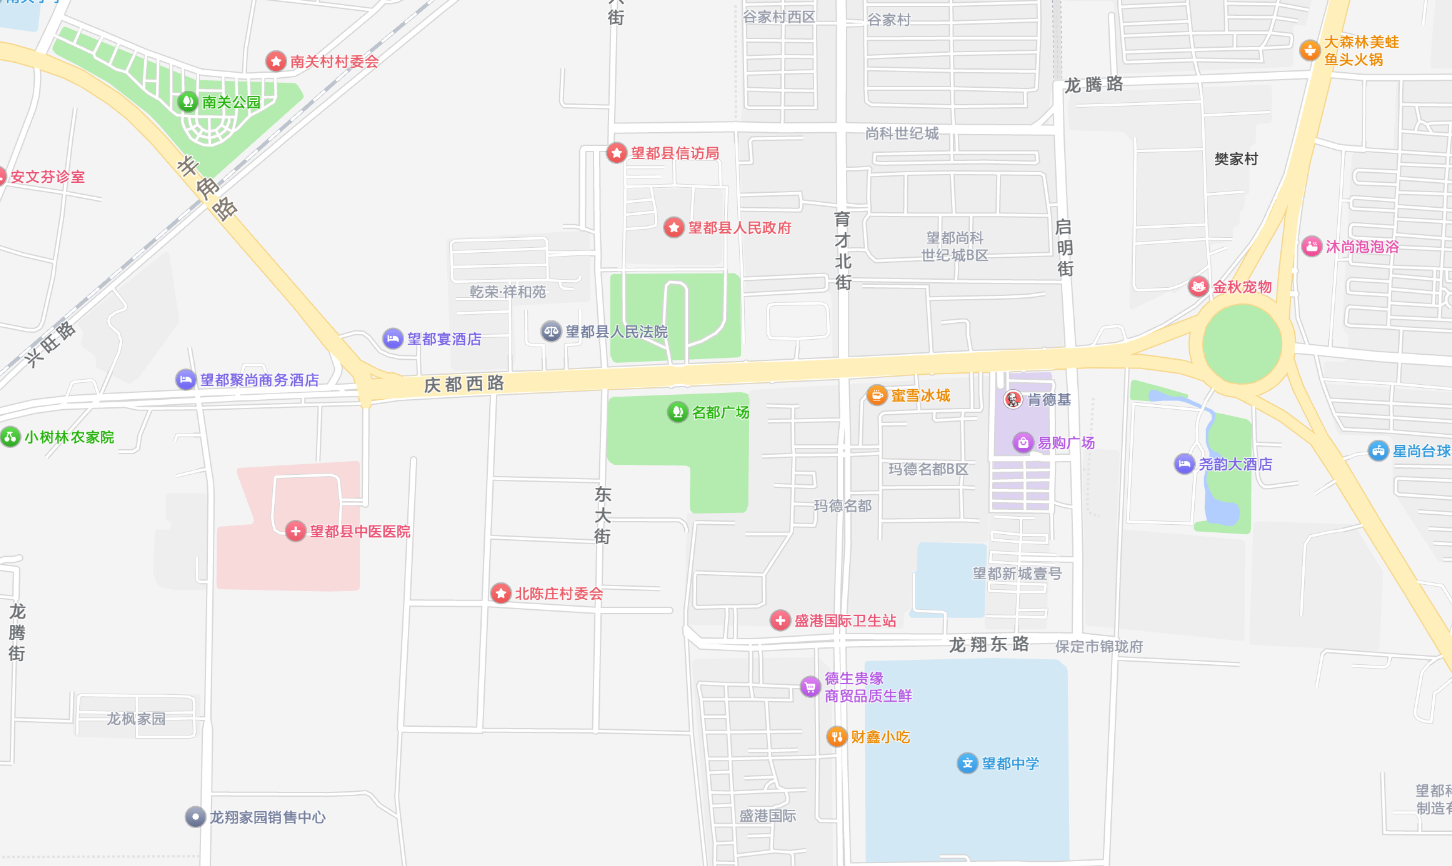 街
谷家村西区
谷家村
大森林美蛙
鱼头火锅
南关村村委会
龙腾路
南关公园
尚科世纪城
望都县信访局
樊家村
安文芬诊室
羊角路
望都县人民政府
育才北街
启明街
望都尚科
世纪城B区
沐尚泡泡浴
乾荣·祥和苑
金秋宠物
兴旺路
望都宴酒店
望都县人民法院
望都聚尚商务酒店
庆都西路
蜜雪冰城
肯德基
名都广场
小树林农家院
易购广场
星尚台球
玛德名都B区
尧韵大酒店
东大街
玛德名都
望都县中医医院
望都新城壹号
北陈庄村委会
龙腾街
盛港国际卫生站
龙翔东路
保定市锦珑府
德生贵缘
商贸品质生鲜
龙枫家园
财鑫小吃
望都中学
望都科
制造有
龙翔家园销售中心
盛港国际